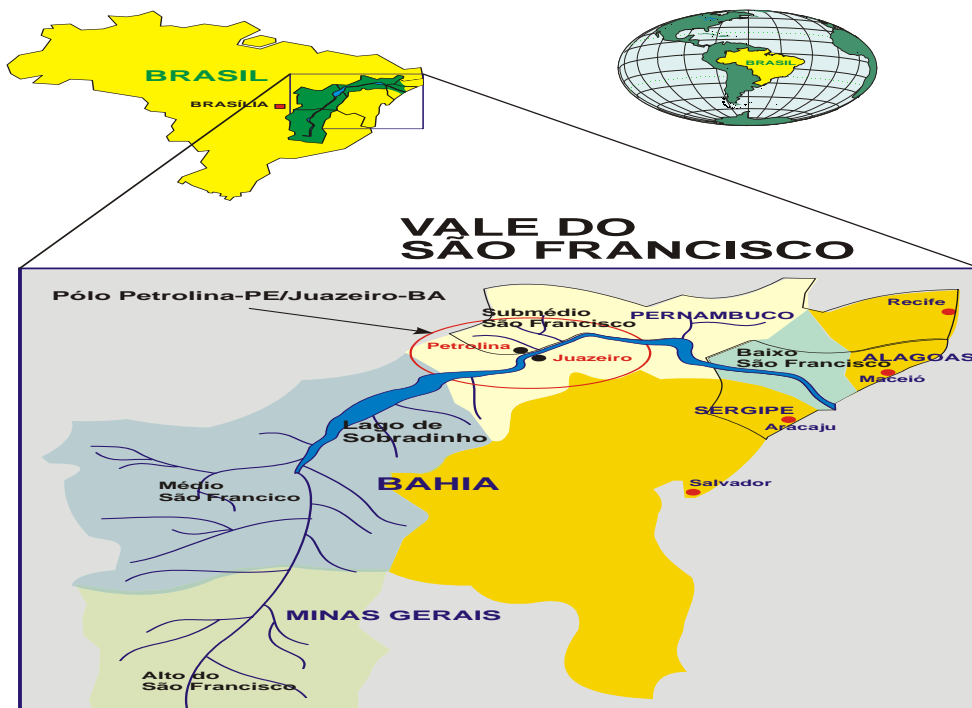 BRASIL
BRASÍLIA
BRASIL
VALE DO
SÃO FRANCISCO
Pólo Petrolina-PE/Juazeiro-BA
Submédio
São Francisco
PERNAMBUCO
Recife
Petrolina
Juazeiro
Baixo
São Francisco
ALAGOAS
Maceió
SERGIPE
Aracaju
Lago de
Sobradinho
BAHIA
Salvador
Médio
São Francico
MINAS GERAIS
Alto do
São Francisco